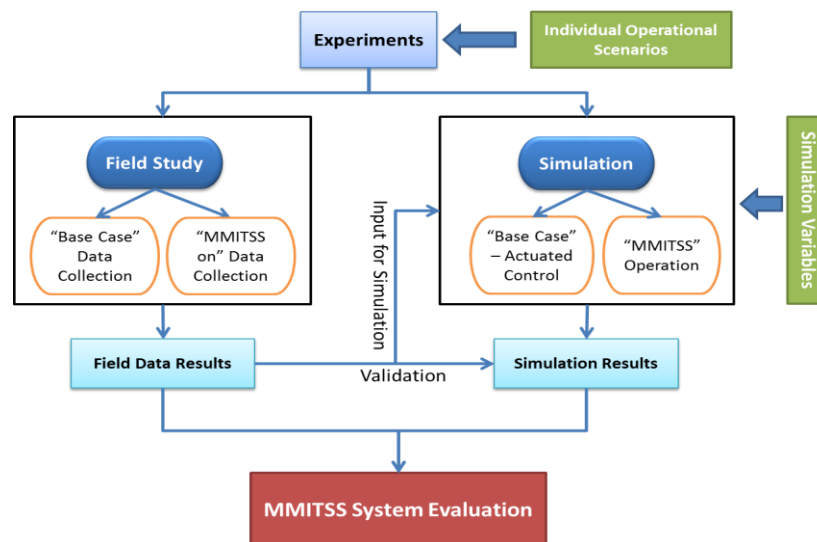 Experiments
Individual Operational
Scenarios
Field Study
Simulation
Simulation Variables
"Base Case"
Data
Collection
"MMITSS
on" Data
Collection
Input for Simulation
"Base Case"
– Actuated
Control
"MMITSS"
Operation
Field Data Results
Validation
Simulation Results
MMITSS System Evaluation